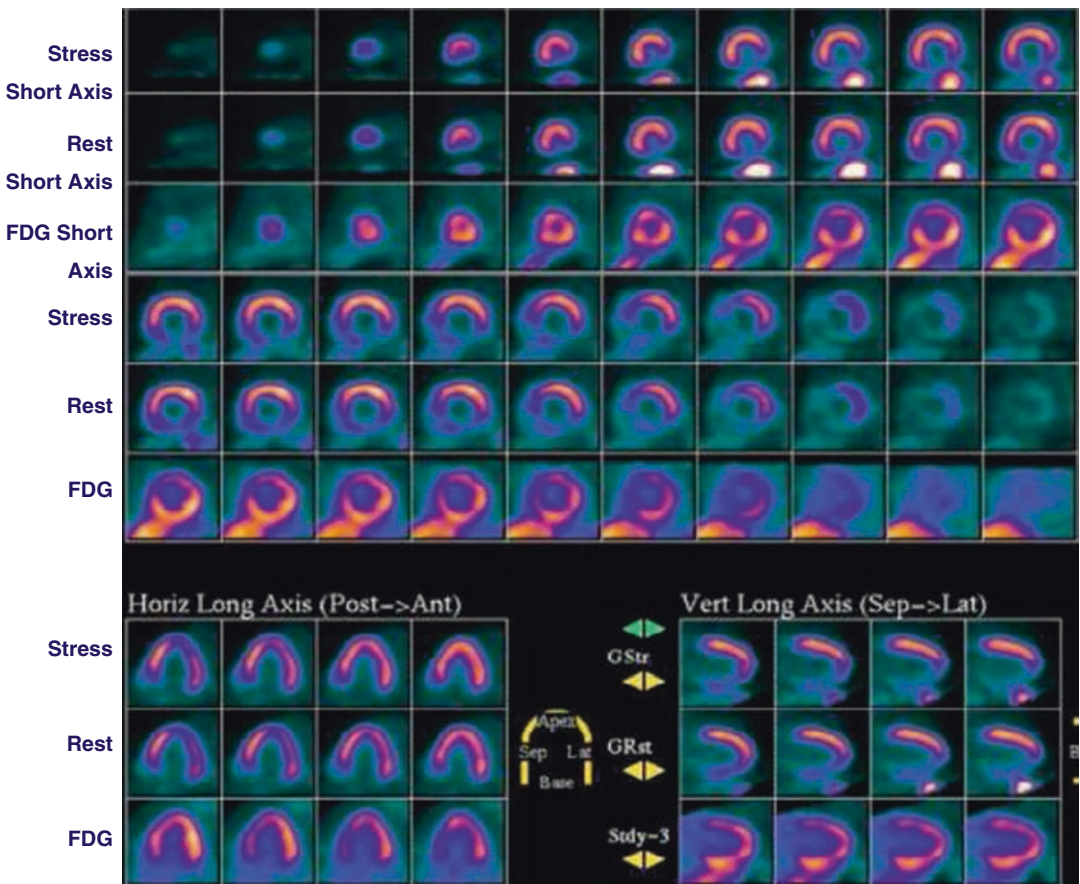 Stress
Short Axis
Rest
Short Axis
FDG Short
Axis
Stress
Rest
FDG
Horiz Long Axis (Post->Ant)
Vert Long Axis (Sep->Lat)
Stress
GStr
Apex
Sep Lat
Base
Rest
GRst
B
FDG
Stdy-3